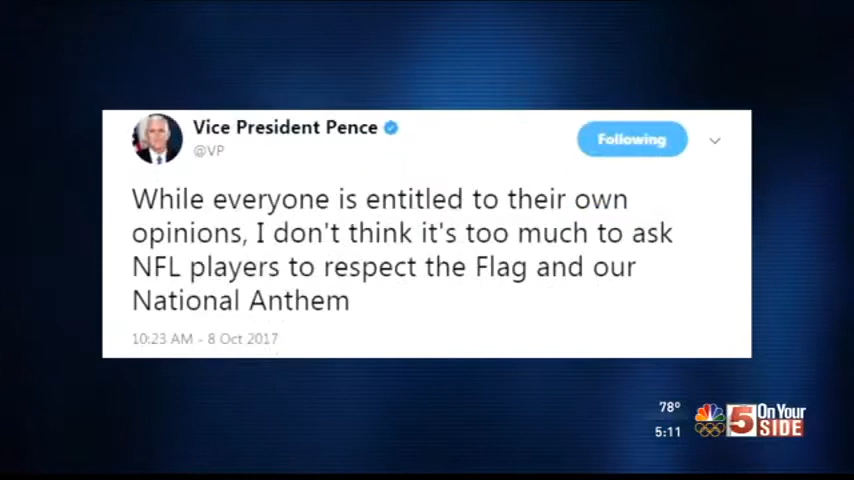 Vice President Pence
@VP
Following
While everyone is entitled to their own
opinions, I don't think it's too much to ask
NFL players to respect the Flag and our
National Anthem
10:23 AM - 8 Oct 2017
78°
5:11
5 On Your
SIDE